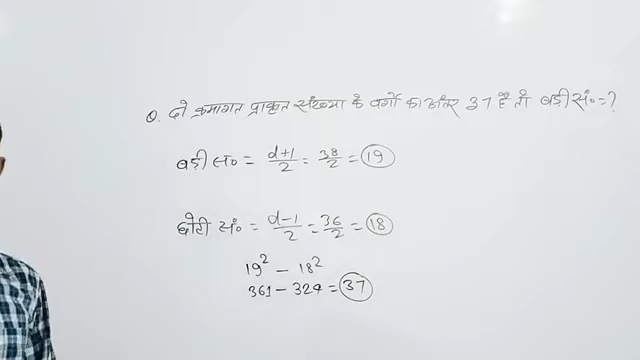 Q. दो क्रमागत प्राकृत संख्या के वर्गो का अंतर 37 है तो बड़ी सं० = ?
बड़ी सं० = d+1/2 = 38/2 = 19
छोटी सं० = d-1/2 = 36/2 = 18
19² - 18²
361 - 324 = 37